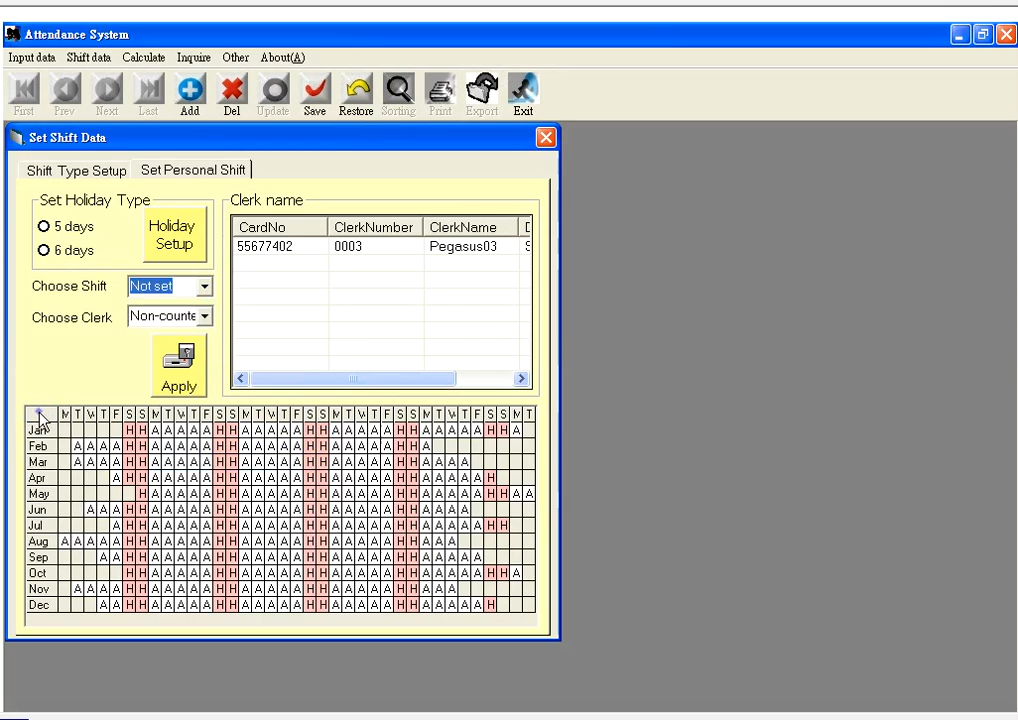 Attendance System
Input data Shift data Calculate Inquire Other About(A)
First Prev Next Last Add Del Update Save Restore Sorting Print Export Exit
Set Shift Data
Shift Type Setup Set Personal Shift
Set Holiday Type
5 days
6 days
Holiday Setup
Choose Shift Not set
Choose Clerk Non-counte
Apply
Clerk name
CardNo ClerkNumber ClerkName
55677402 0003 Pegasus03
M T W T F S S M T W T F S S M T W T F S S M T W T F S S M T W T F S S M T
Jan H H A A A A A H H A A A A A H H A A A A A H H A A A A A H H A
Feb A A A A H H A A A A A H H A A A A A H H A A A A A H H A
Mar A A A A H H A A A A A H H A A A A A H H A A A A A H H A A A A
Apr A H H A A A A A H H A A A A A H H A A A A A H H A A A A A H
May H A A A A A H H A A A A A H H A A A A A H H A A A A A H H A A
Jun A A A H H A A A A A H H A A A A A H H A A A A A H H A A A A
Jul A H H A A A A A H H A A A A A H H A A A A A H H A A A A A H H
Aug A A A A A H H A A A A A H H A A A A A H H A A A A A H H A A A
Sep A A H H A A A A A H H A A A A A H H A A A A A H H A A A A A
Oct H H A A A A A H H A A A A A H H A A A A A H H A A A A A H H A
Nov A A A A H H A A A A A H H A A A A A H H A A A A A H H A A A
Dec A A H H A A A A A H H A A A A A H H A A A A A H H A A A A A H